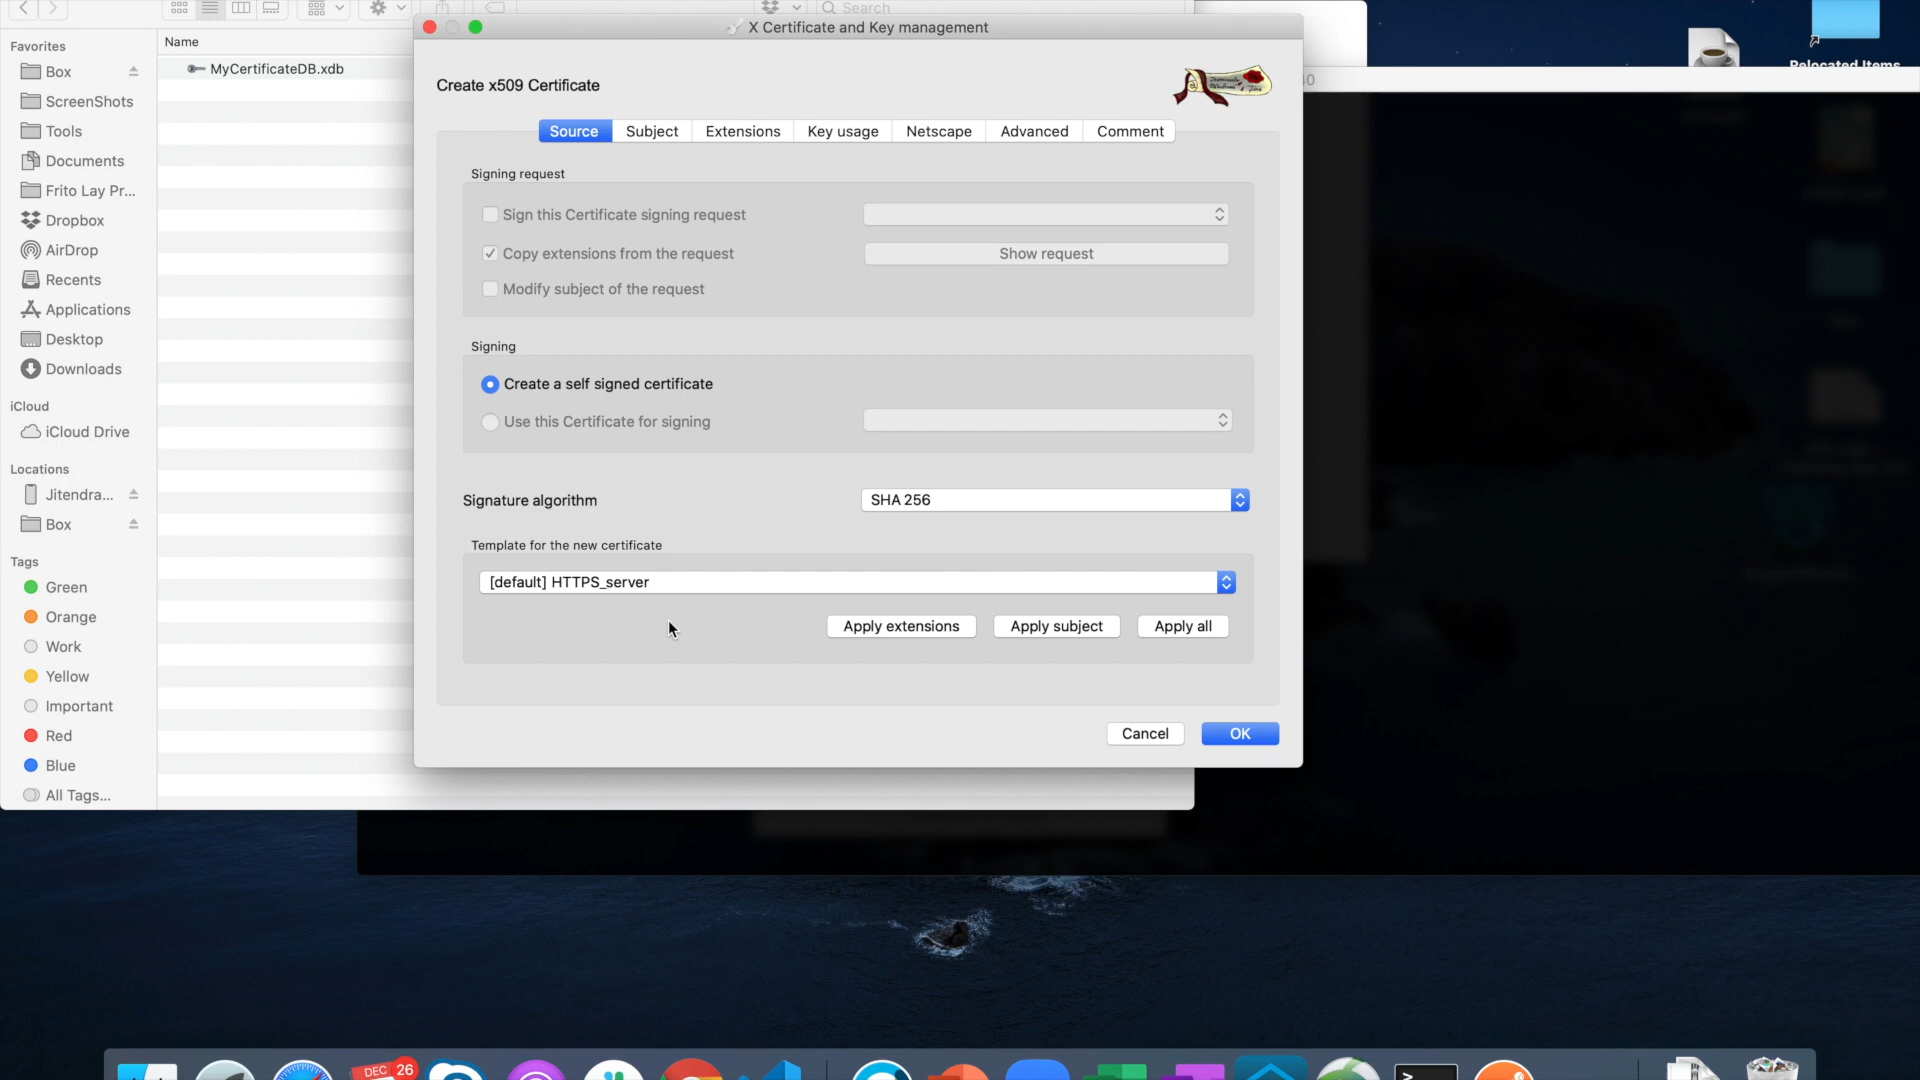 Search
X Certificate and Key management
Favorites
Name
Box
MyCertificateDB.xdb
ScreenShots
Tools
Documents
Frito Lay Pr...
Dropbox
AirDrop
Recents
Applications
Desktop
Downloads
iCloud
iCloud Drive
Locations
Jitendra...
Box
Tags
Green
Orange
Work
Yellow
Important
Red
Blue
All Tags...
Create x509 Certificate
Source
Subject
Extensions
Key usage
Netscape
Advanced
Comment
Signing request
Sign this Certificate signing request
Copy extensions from the request
Show request
Modify subject of the request
Signing
Create a self signed certificate
Use this Certificate for signing
Signature algorithm
SHA 256
Template for the new certificate
[default] HTTPS_server
Apply extensions
Apply subject
Apply all
Cancel
OK
Relocated Items
DEC 26